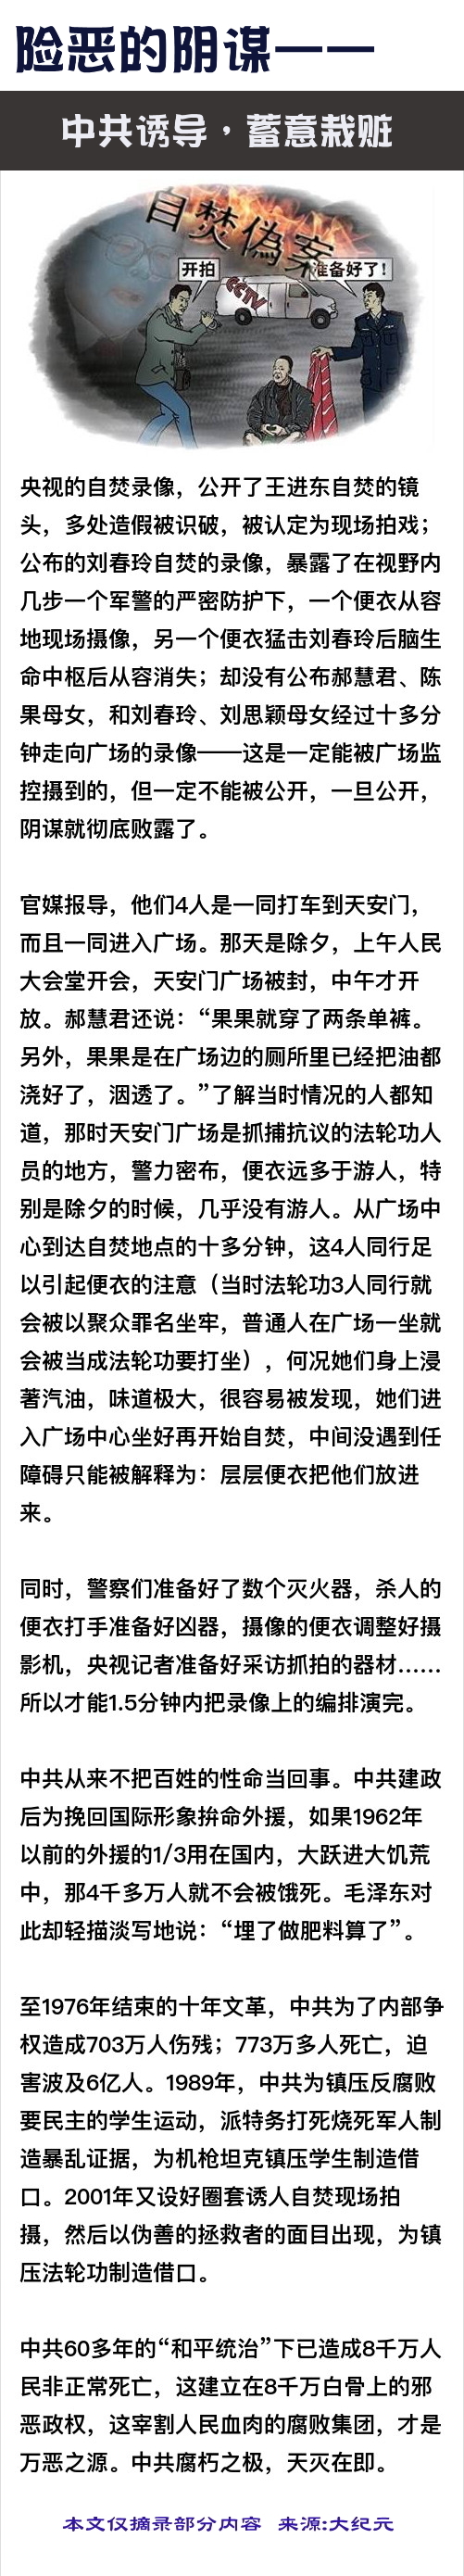 险恶的阴谋——
中共诱导，蓄意栽赃
自焚偽案
开拍
准备好了！
CCTV
央视的自焚录像，公开了王进东自焚的镜
头，多处造假被识破，被认定为现场拍戏；
公布的刘春玲自焚的录像，暴露了在视野内
几步一个军警的严密防护下，一个便衣从容
地现场摄像，另一个便衣猛击刘春玲后脑生
命中枢后从容消失；却没有公布郝慧君、陈
果母女，和刘春玲、刘思颖母女经过十多分
钟走向广场的录像——这是一定能被广场监
控摄到的，但一定不能被公开，一旦公开，
阴谋就彻底败露了。
官媒报导，他们4人是一同打车到天安门，
而且一同进入广场。那天是除夕，上午人民
大会堂开会，天安门广场被封，中午才开
放。郝慧君还说：“果果就穿了两条单裤。
另外，果果是在广场边的厕所里已经把油都
浇好了，洇透了。”了解当时情况的人都知
道，那时天安门广场是抓捕抗议的法轮功人
员的地方，警力密布，便衣远多于游人，特
别是除夕的时候，几乎没有游人。从广场中
心到达自焚地点的十多分钟，这4人同行足
以引起便衣的注意（当时法轮功3人同行就
会被以聚众罪名坐牢，普通人在广场一坐就
会被当成法轮功要打坐），何况她们身上浸
著汽油，味道极大，很容易被发现，她们进
入广场中心坐好再开始自焚，中间没遇到任
障碍只能被解释为：层层便衣把他们放进
来。
同时，警察们准备好了数个灭火器，杀人的
便衣打手准备好凶器，摄像的便衣调整好摄
影机，央视记者准备好采访抓拍的器材……
所以才能1.5分钟内把录像上的编排演完。
中共从来不把百姓的性命当回事。中共建政
后为挽回国际形象拚命外援，如果1962年
以前的外援的1/3用在国内，大跃进大饥荒
中，那4千多万人就不会被饿死。毛泽东对
此却轻描淡写地说：“埋了做肥料算了”。
至1976年结束的十年文革，中共为了内部争
权造成703万人伤残；773万多人死亡，迫
害波及6亿人。1989年，中共为镇压反腐败
要民主的学生运动，派特务打死烧死军人制
造暴乱证据，为机枪坦克镇压学生制造借
口。2001年又设好圈套诱人自焚现场拍
摄，然后以伪善的拯救者的面目出现，为镇
压法轮功制造借口。
中共60多年的“和平统治”下已造成8千万人
民非正常死亡，这建立在8千万白骨上的邪
恶政权，这宰割人民血肉的腐败集团，才是
万恶之源。中共腐朽之极，天灭在即。
本文仅摘录部分内容 来源:大纪元